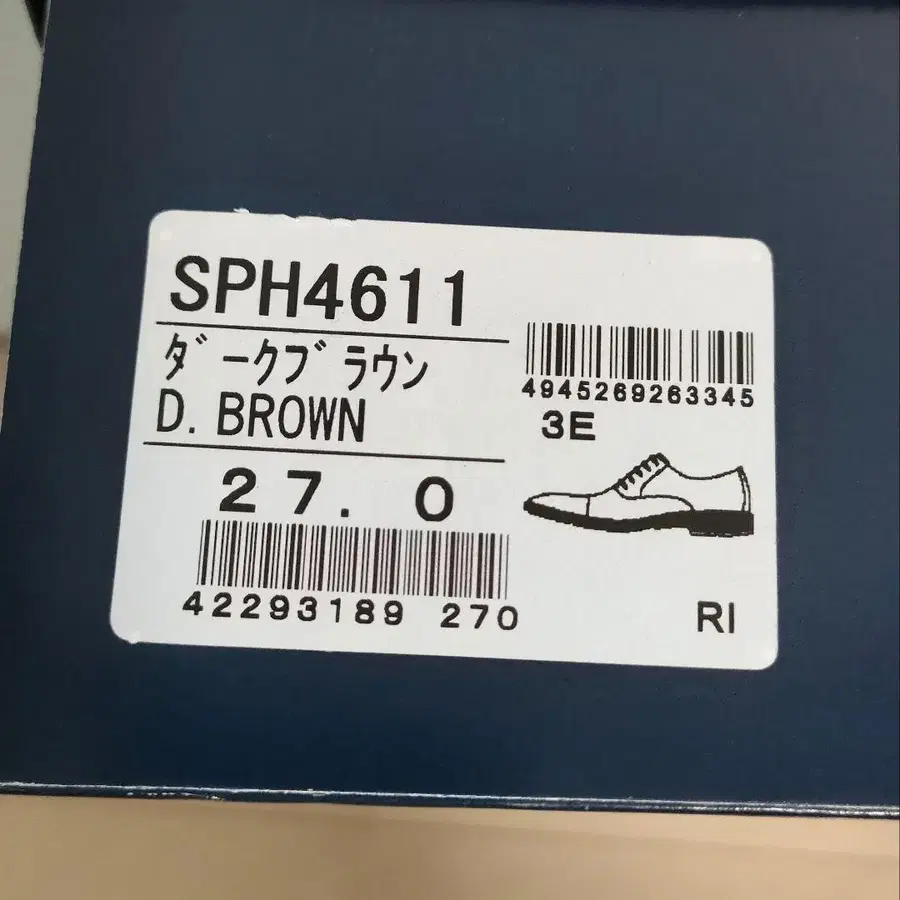 SPH4611
ﾀﾞｰｸﾌﾞﾗｳﾝ
D. BROWN
27. 0
42293189 270
4945269263345
3E
RI